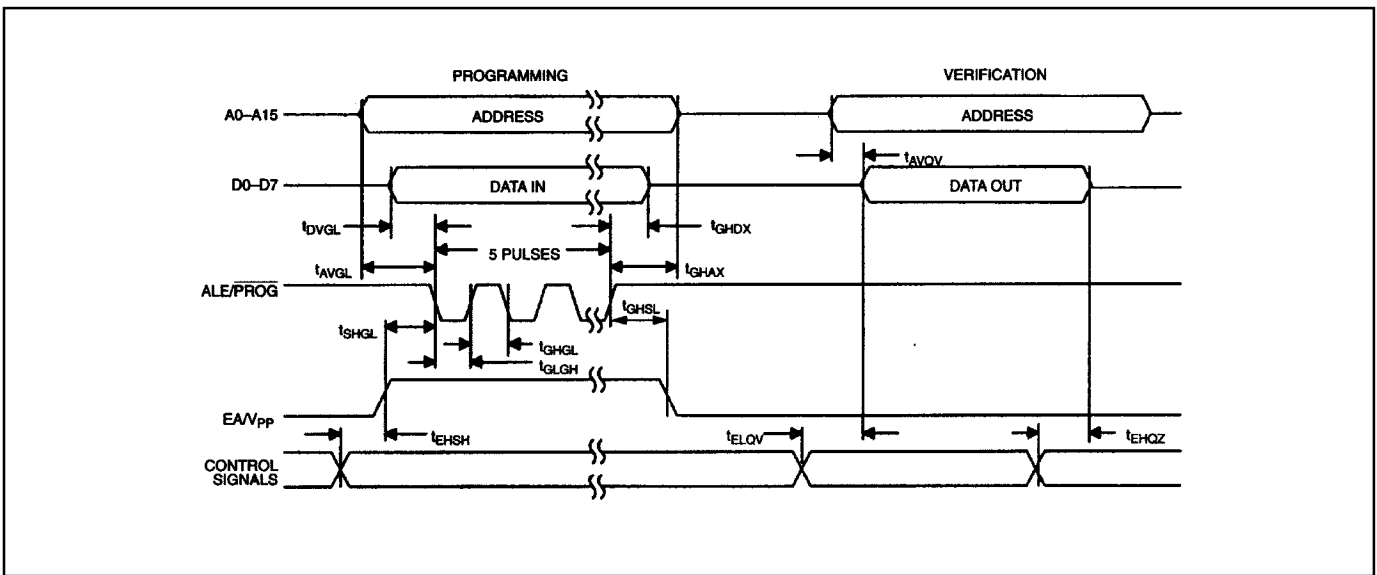 PROGRAMMING VERIFICATION
A0–A15 ADDRESS ADDRESS
tAVQV
D0–D7 DATA IN DATA OUT
tDVGL tGHDX
5 PULSES
tAVGL tGHAX
ALE/PROG
tGHSL
tSHGL
tGHGL
tGLGH
EA/VPP
tEHSH tELQV tEHQZ
CONTROL
SIGNALS